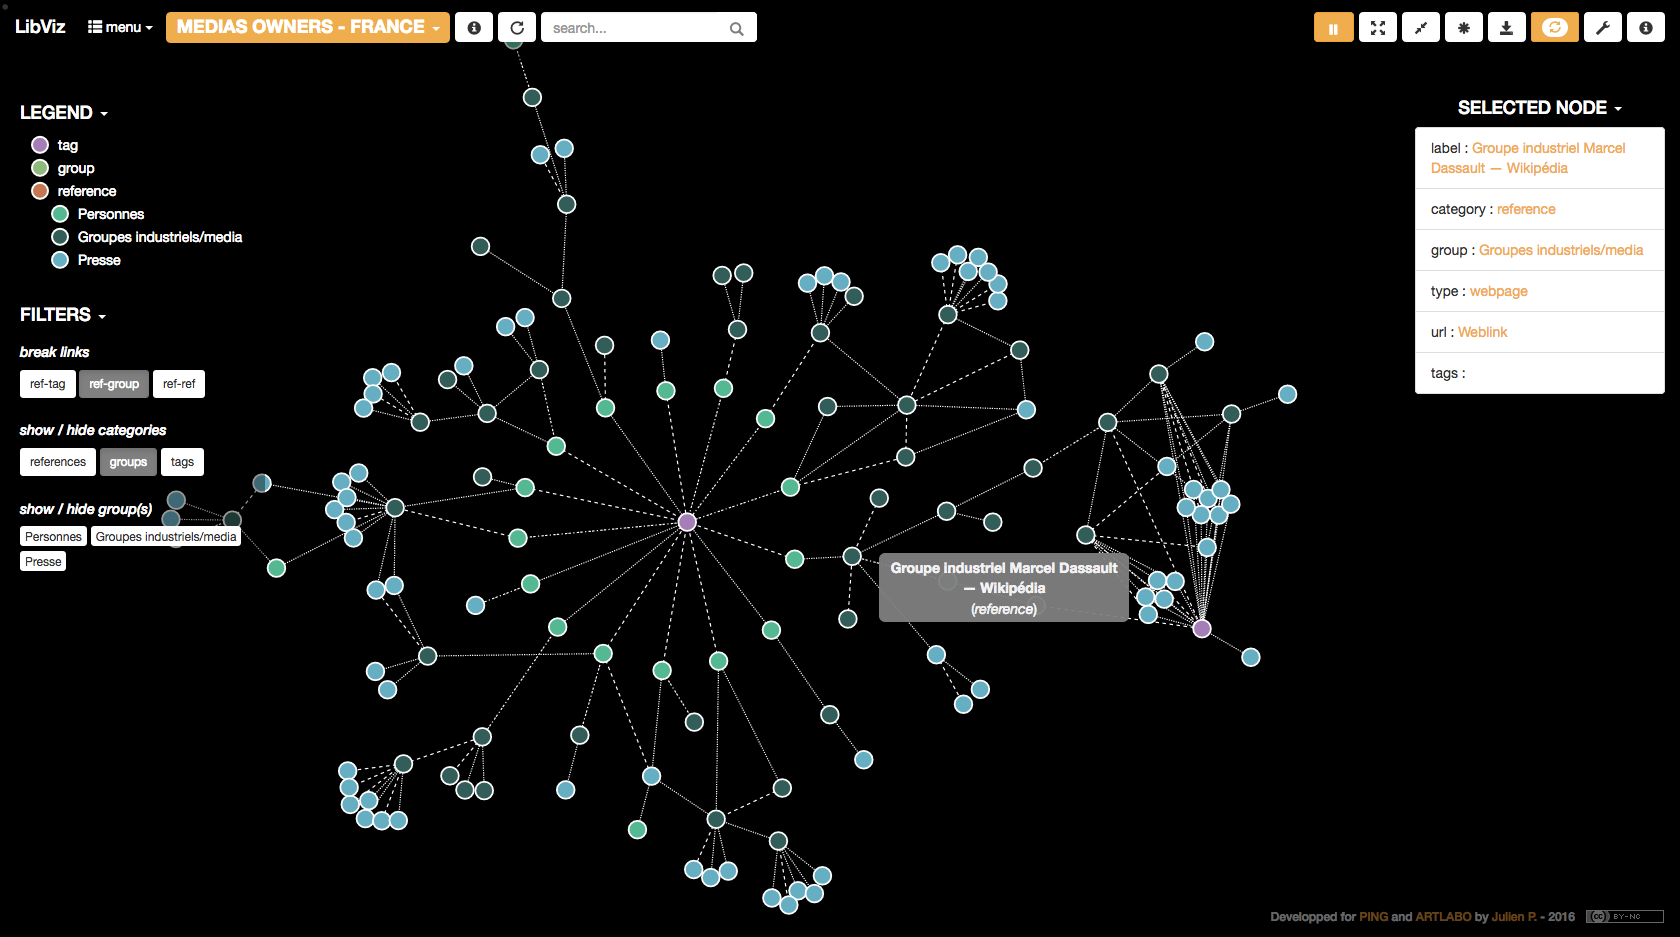 LibViz
menu
MEDIAS OWNERS - FRANCE
search...
LEGEND
tag
group
reference
Personnes
Groupes industriels/media
Presse
FILTERS
break links
ref-tag ref-group ref-ref
show / hide categories
references groups tags
show / hide group(s)
Personnes Groupes industriels/media
Presse
Groupe industriel Marcel Dassault
— Wikipédia
(reference)
SELECTED NODE
label : Groupe industriel Marcel
Dassault — Wikipédia
category : reference
group : Groupes industriels/media
type : webpage
url : Weblink
tags :
Developped for PING and ARTLABO by Julien P. - 2016
cc BY-NC